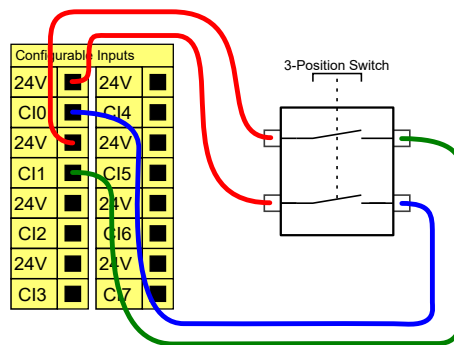 Configurable Inputs
3-Position Switch
24V 24V
CI0 CI4
24V 24V
CI1 CI5
24V 24V
CI2 CI6
24V 24V
CI3 CI7